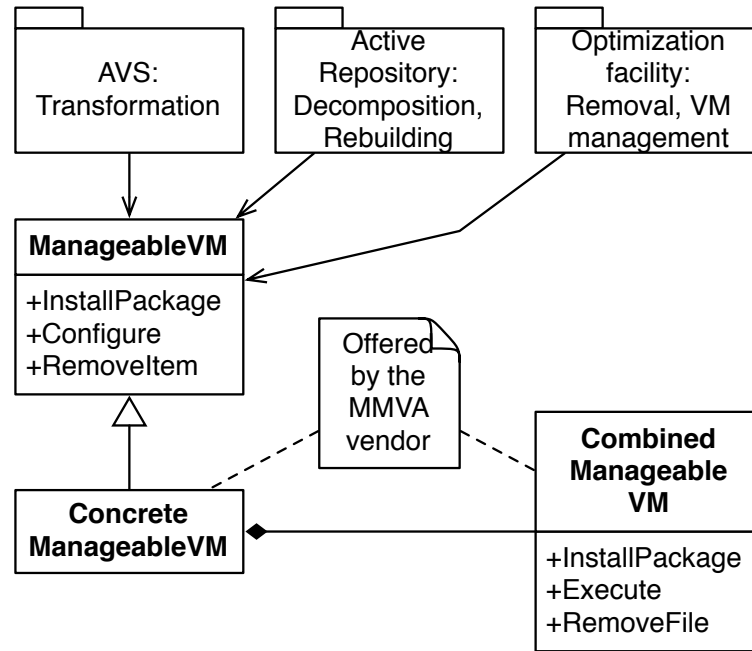 AVS:
Transformation
Active
Repository:
Decomposition,
Rebuilding
Optimization
facility:
Removal, VM
management
ManageableVM
+InstallPackage
+Configure
+RemoveItem
Offered
by the
MMVA
vendor
Concrete
ManageableVM
Combined
Manageable
VM
+InstallPackage
+Execute
+RemoveFile